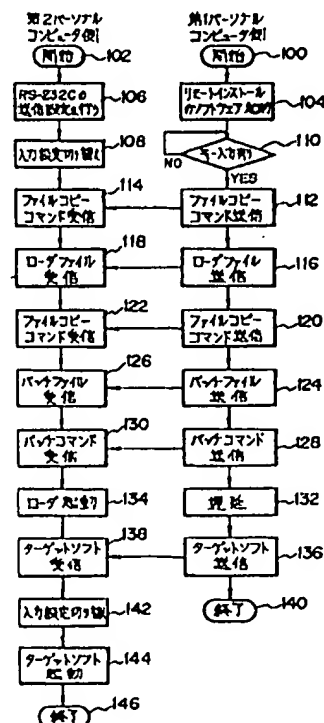 第2パーソナル
コンピュータ側
開始
102
RS-232Cの
送信設定を行う
106
入力設定切り替え
108
ファイルコピー
コマンド受信
114
ローダファイル
受信
118
ファイルコピー
コマンド受信
122
バッチファイル
受信
126
バッチコマンド
受信
130
ローダ起動
134
ターゲットソフト
受信
138
入力設定切り替え
142
ターゲットソフト
起動
144
終了
146
第1パーソナル
コンピュータ側
開始
100
リモートインストール
のソフトウェア起動
104
キー入力有り
110
NO
YES
ファイルコピー
コマンド送信
112
ローダファイル
送信
116
ファイルコピー
コマンド送信
120
バッチファイル
送信
124
バッチコマンド
送信
128
遅延
132
ターゲットソフト
送信
136
終了
140